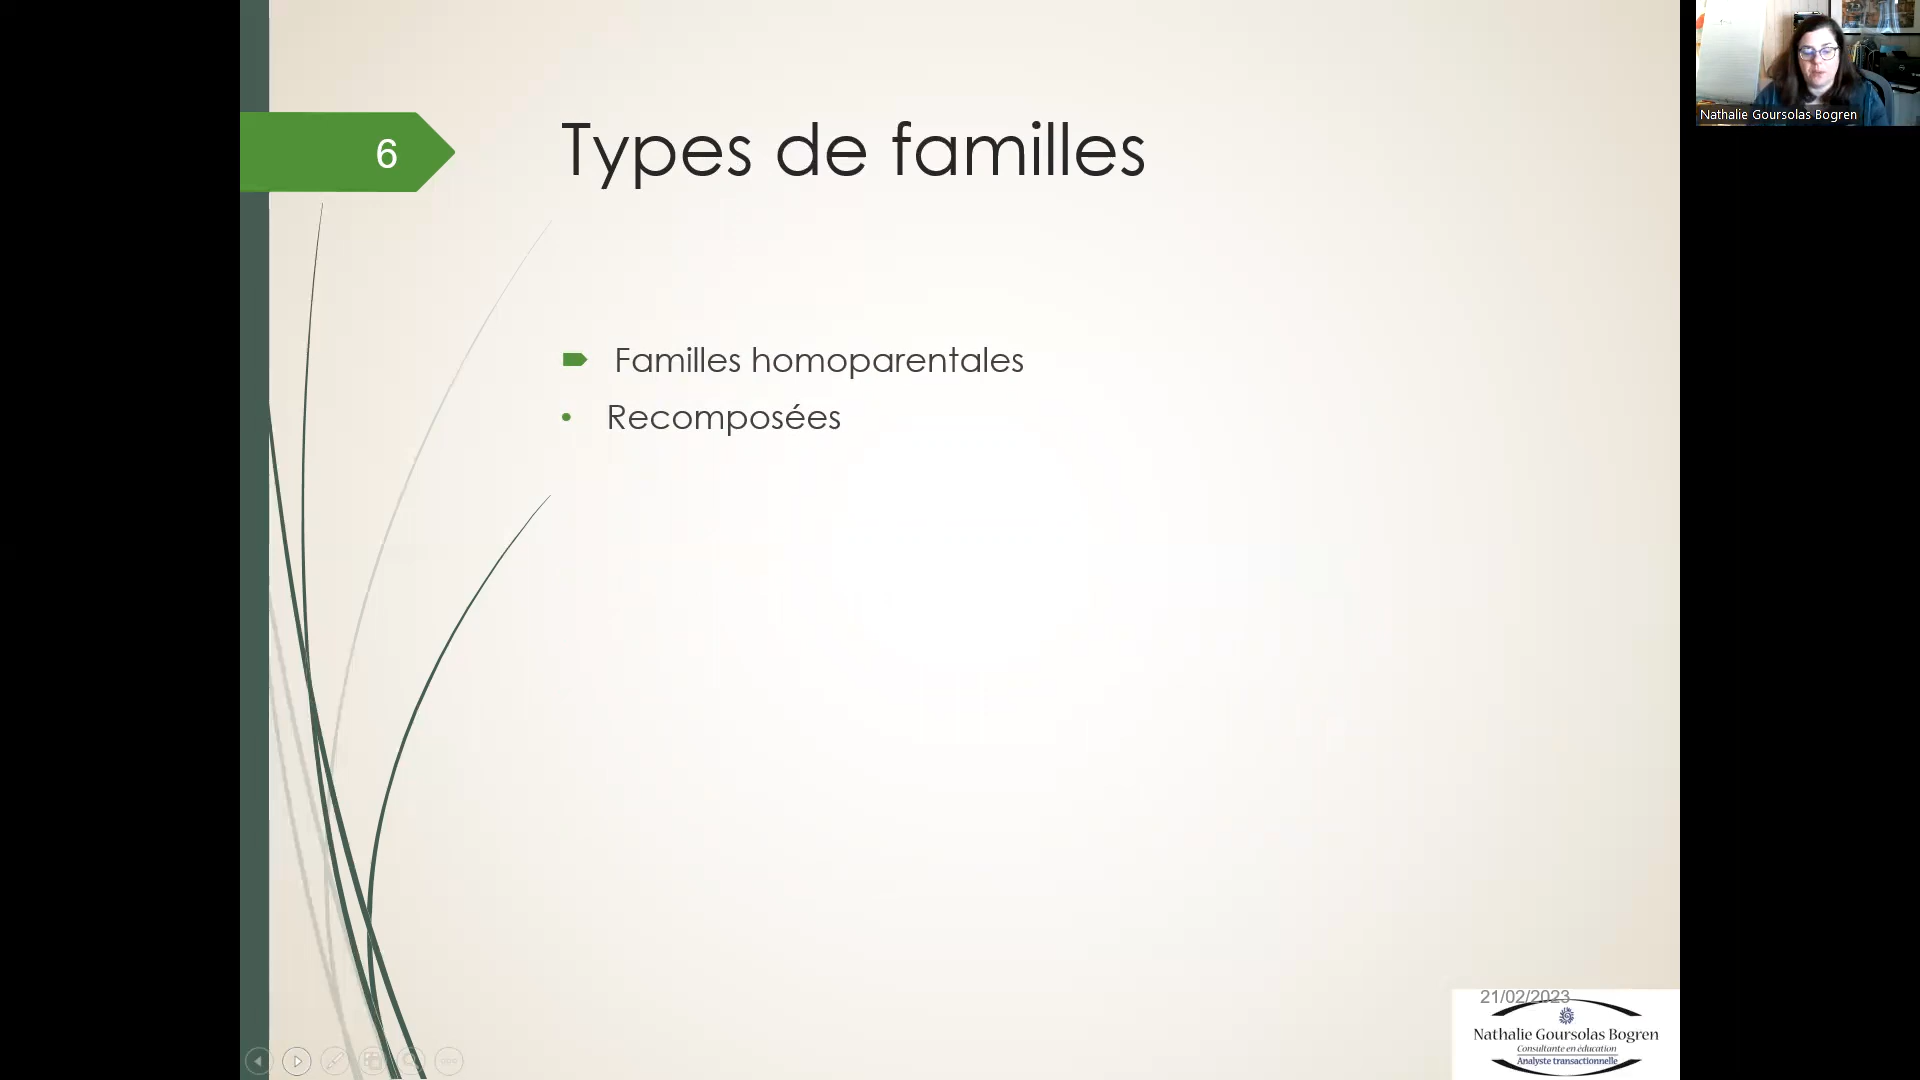 6
Types de familles
Familles homoparentales
Recomposées
Nathalie Goursolas Bogren
21/02/2023
Nathalie Goursolas Bogren
Consultante en éducation
Analyste transactionnelle